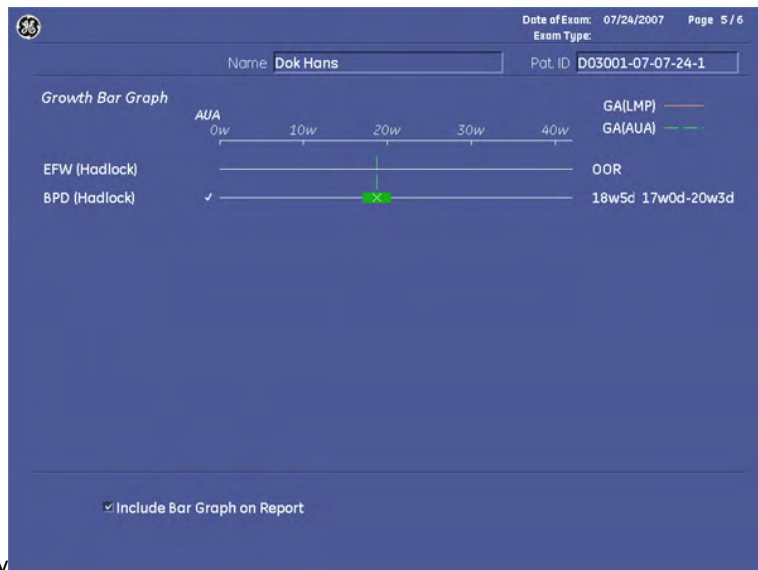 Date of Exam: 07/24/2007 Page 5/6
Exam Type:
Name Dok Hans Pat. ID D03001-07-07-24-1
Growth Bar Graph
GA(LMP)
AUA
0w 10w 20w 30w 40w
GA(AUA)
EFW (Hadlock) OOR
BPD (Hadlock) 18w5d 17w0d-20w3d
Include Bar Graph on Report